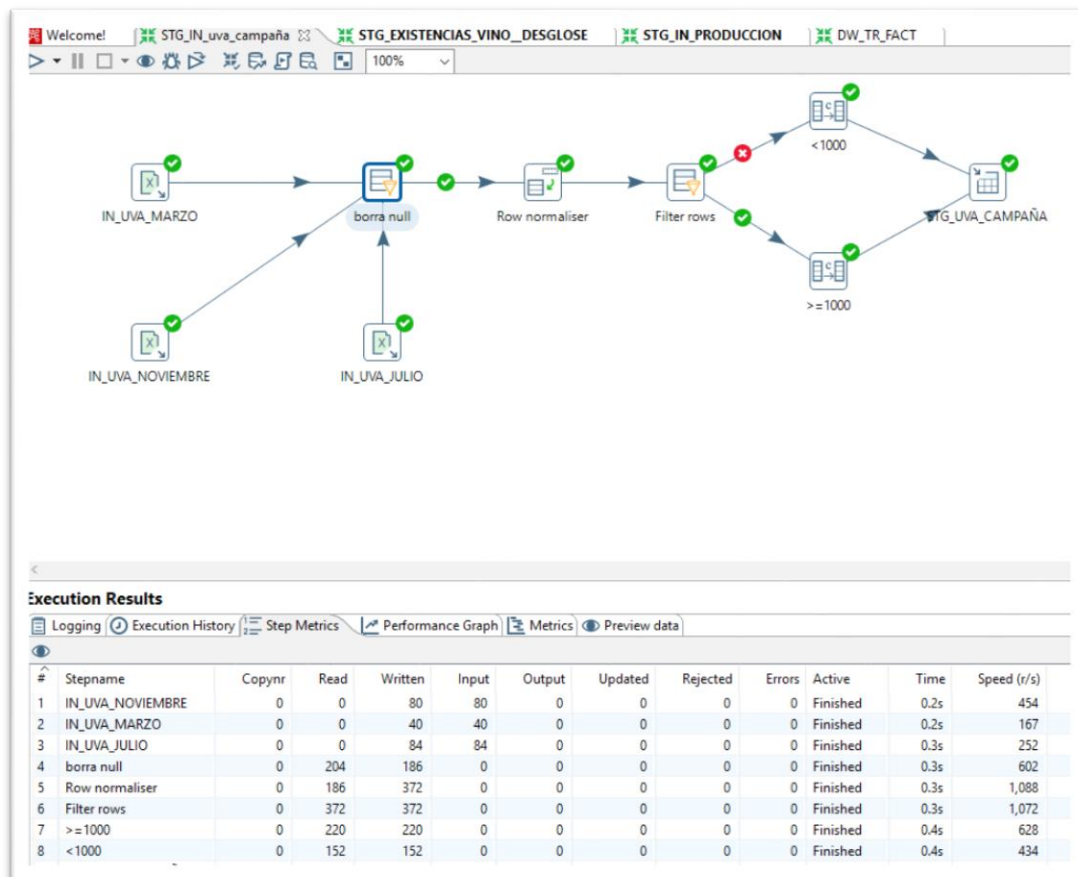 Welcome! STG_IN_uva_campaña STG_EXISTENCIAS_VINO__DESGLOSE STG_IN_PRODUCCION DW_TR_FACT
100%
<1000
IN_UVA_MARZO borra null Row normaliser Filter rows STG_UVA_CAMPAÑA
>=1000
IN_UVA_NOVIEMBRE IN_UVA_JULIO
Execution Results
Logging Execution History Step Metrics Performance Graph Metrics Preview data
# Stepname Copynr Read Written Input Output Updated Rejected Errors Active Time Speed (r/s)
1 IN_UVA_NOVIEMBRE 0 0 80 80 0 0 0 0 Finished 0.2s 454
2 IN_UVA_MARZO 0 0 40 40 0 0 0 0 Finished 0.2s 167
3 IN_UVA_JULIO 0 0 84 84 0 0 0 0 Finished 0.3s 252
4 borra null 0 204 186 0 0 0 0 0 Finished 0.3s 602
5 Row normaliser 0 186 372 0 0 0 0 0 Finished 0.3s 1,088
6 Filter rows 0 372 372 0 0 0 0 0 Finished 0.3s 1,072
7 >=1000 0 220 220 0 0 0 0 0 Finished 0.4s 628
8 <1000 0 152 152 0 0 0 0 0 Finished 0.4s 434